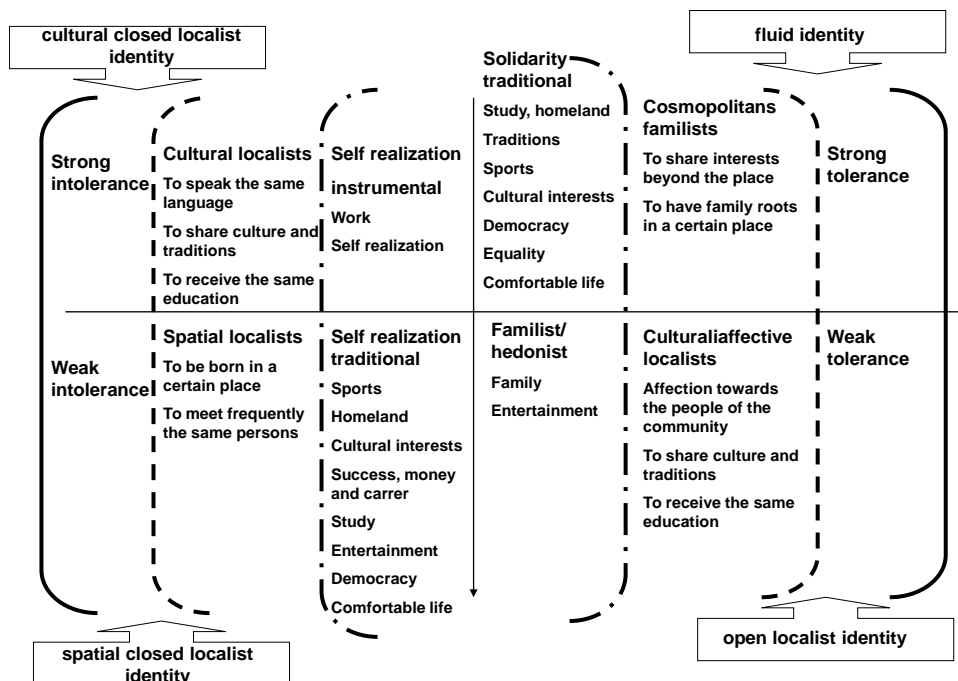 cultural closed localist
identity
fluid identity
Strong
intolerance
Cultural localists
To speak the same
language
To share culture and
traditions
To receive the same
education
Self realization
instrumental
Work
Self realization
Solidarity
traditional
Study, homeland
Traditions
Sports
Cultural interests
Democracy
Equality
Comfortable life
Cosmopolitans
familists
To share interests
beyond the place
To have family roots
in a certain place
Strong
tolerance
Weak
intolerance
Spatial localists
To be born in a
certain place
To meet frequently
the same persons
Self realization
traditional
Sports
Homeland
Cultural interests
Success, money
and carrer
Study
Entertainment
Democracy
Comfortable life
Familist/
hedonist
Family
Entertainment
Culturaliaffective
localists
Affection towards
the people of the
community
To share culture and
traditions
To receive the same
education
Weak
tolerance
spatial closed localist
identity
open localist identity